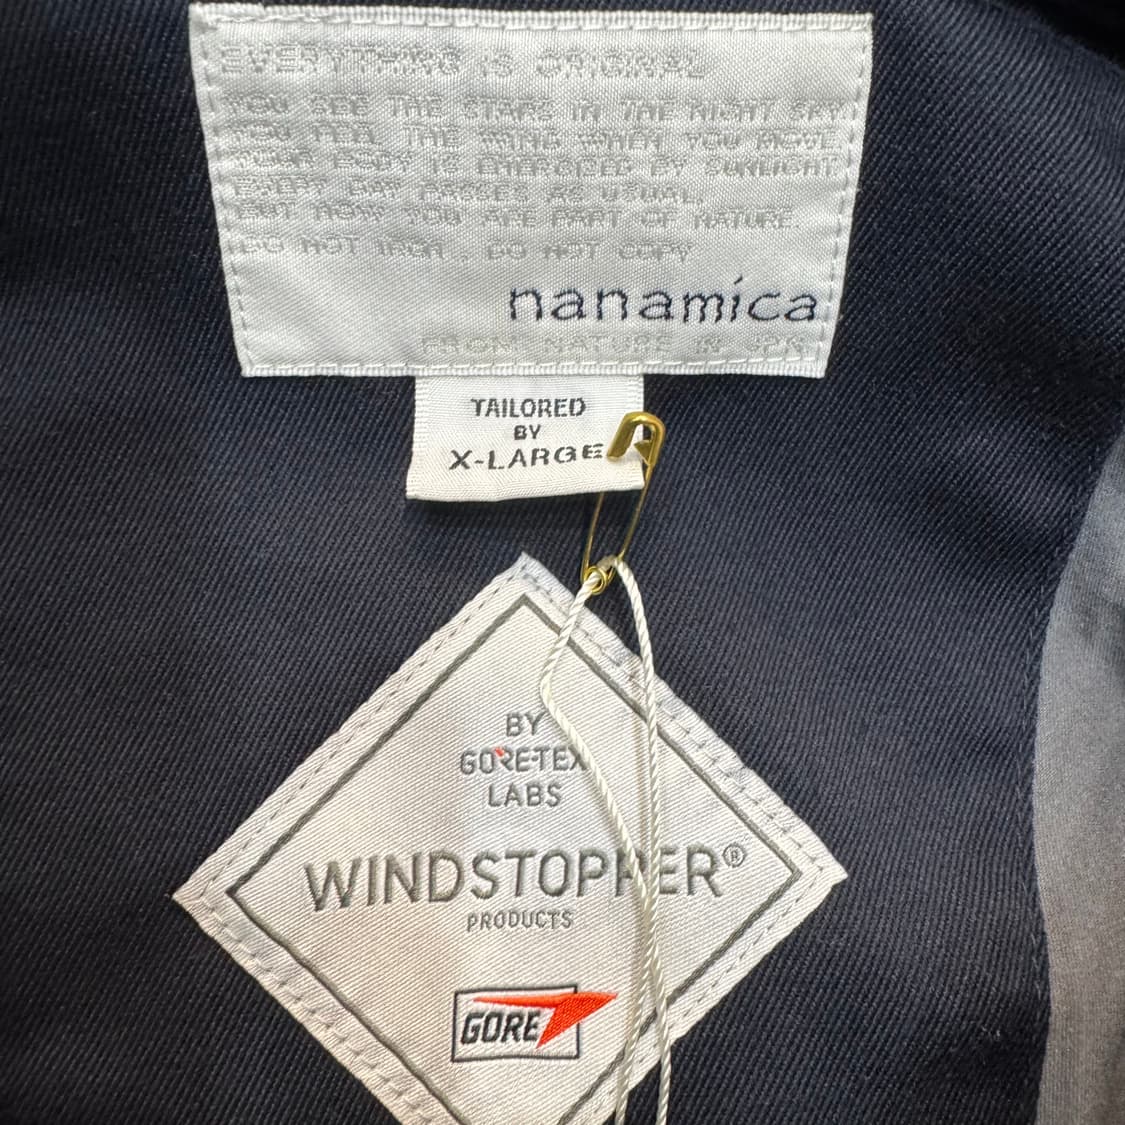 EVERYTHING IS ORIGINAL
YOU SEE THE STARS IN THE NIGHT SKY.
YOU FEEL THE WIND WHEN YOU MOVE
YOUR BODY IS ENERGIZED BY SUNLIGHT
EVERY DAY PASSES AS USUAL,
BUT NOW YOU ARE PART OF NATURE.
DO NOT IRON , DO NOT COPY
nanamica
FROM NATURE IN JPN
TAILORED
BY
X-LARGE
BY
GORE-TEX
LABS
WINDSTOPPER®
PRODUCTS
GORE